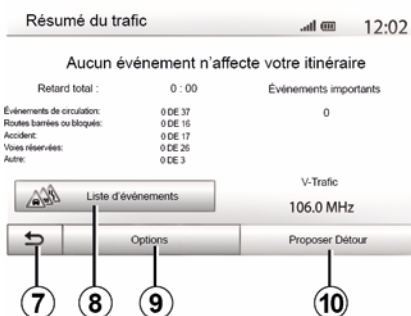 Résumé du trafic
12:02
Aucun événement n'affecte votre itinéraire
Retard total : 0 : 00 Événements importants
0
Événements de circulation: 0 DE 37
Routes barrées ou bloqués: 0 DE 16
Accident: 0 DE 17
Voies réservées: 0 DE 26
Autre: 0 DE 3
Liste d'événements
V-Trafic
106.0 MHz
Options
Proposer Détour
7 8 9 10